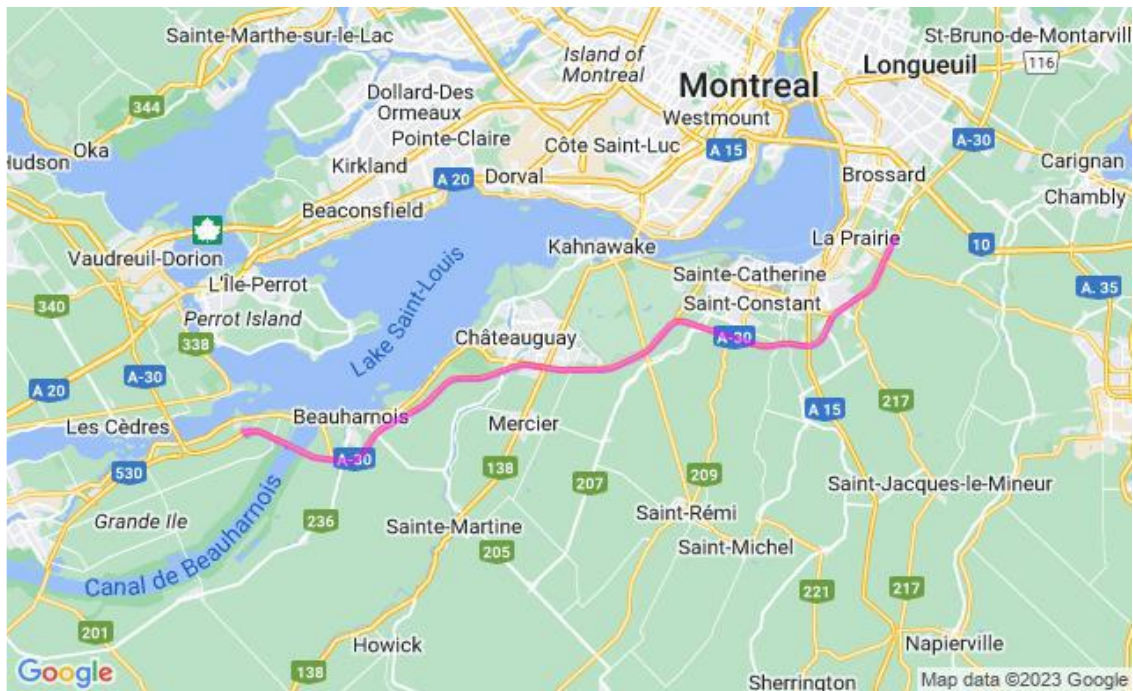 Sainte-Marthe-sur-le-Lac
St-Bruno-de-Montarvill
Island of
Montreal
Longueuil
116
Montreal
344
Dollard-Des
Ormeaux
Westmount
Pointe-Claire
Côte Saint-Luc
A 15
A-30
Hudson
Oka
Kirkland
A 20
Dorval
Brossard
Carignan
Chambly
Beaconsfield
Vaudreuil-Dorion
Kahnawake
La Prairie
10
L'Île-Perrot
Sainte-Catherine
A. 35
340
Perrot Island
Lake Saint-Louis
Saint-Constant
338
Châteauguay
A-30
A-30
A 20
217
A 15
Les Cèdres
Beauharnois
Mercier
A-30
530
138
207
209
Saint-Jacques-le-Mineur
Grande Ile
Canal de Beauharnois
236
Sainte-Martine
Saint-Rémi
205
Saint-Michel
221
217
201
Howick
Napierville
138
Sherrington
Google
Map data ©2023 Google